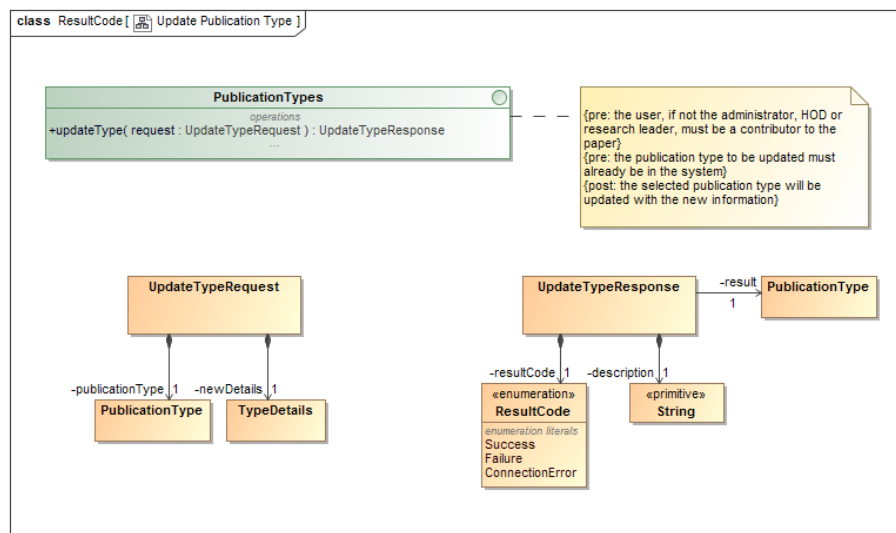 class ResultCode [ Update Publication Type ]
PublicationTypes
operations
+updateType( request : UpdateTypeRequest ) : UpdateTypeResponse
...
{pre: the user, if not the administrator, HOD or
research leader, must be a contributor to the
paper}
{pre: the publication type to be updated must
already be in the system}
{post: the selected publication type will be
updated with the new information}
UpdateTypeRequest
-publicationType 1
-newDetails 1
PublicationType
TypeDetails
UpdateTypeResponse
-result
1
PublicationType
-resultCode 1
-description 1
«enumeration»
ResultCode
enumeration literals
Success
Failure
ConnectionError
«primitive»
String